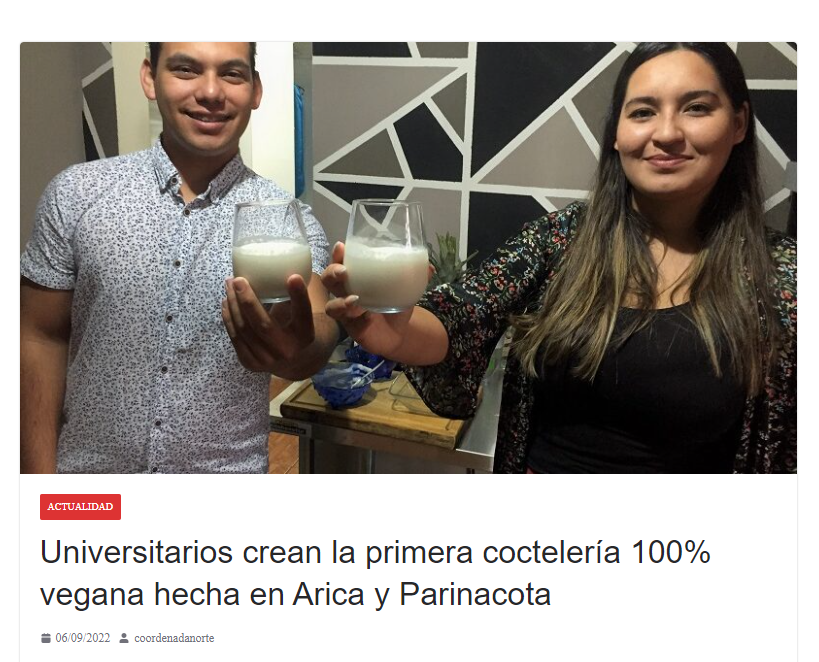 ACTUALIDAD
Universitarios crean la primera coctelería 100%
vegana hecha en Arica y Parinacota
06/09/2022 coordenadanorte